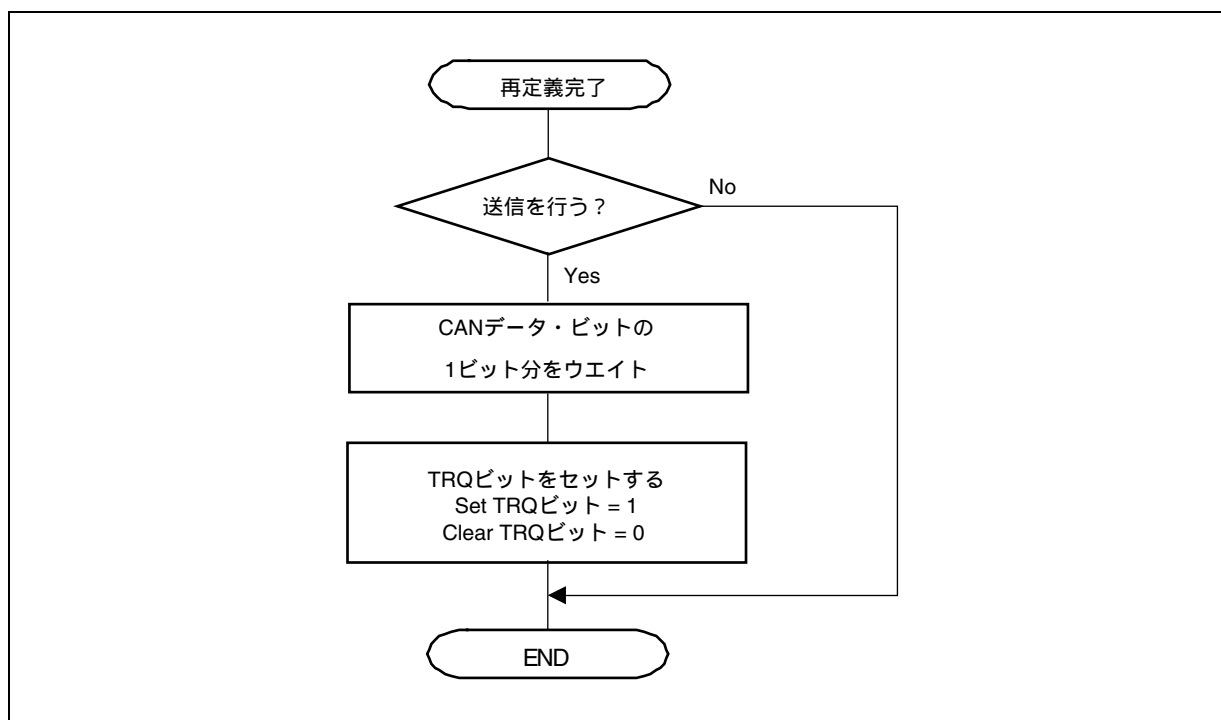 再定義完了
送信を行う？
No
Yes
CANデータ・ビットの
1ビット分をウエイト
TRQビットをセットする
Set TRQビット = 1
Clear TRQビット = 0
END